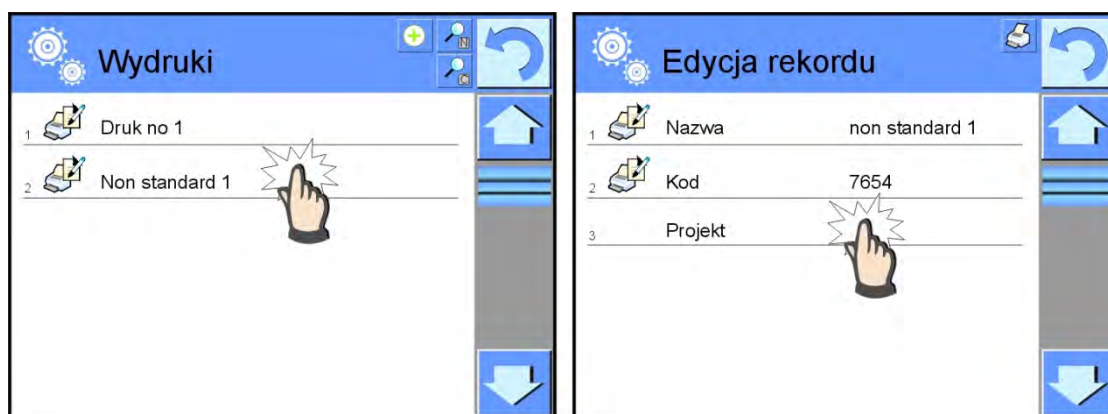 Wydruki
N
C
1 Druk no 1
2 Non standard 1
Edycja rekordu
1 Nazwa non standard 1
2 Kod 7654
3 Projekt